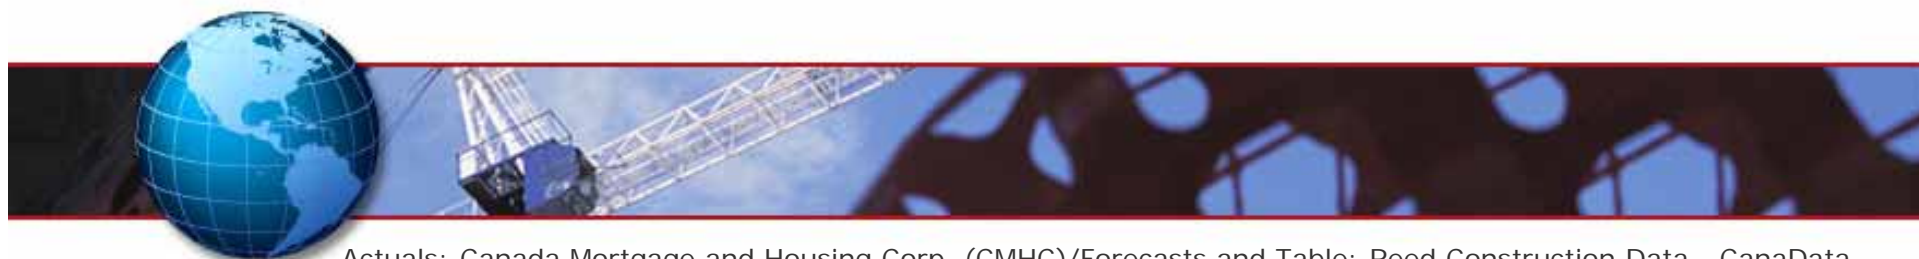 Actuals: Canada Mortgage and Housing Corp. (CMHC)/Forecasts and Table: Reed Construction Data - CanaData